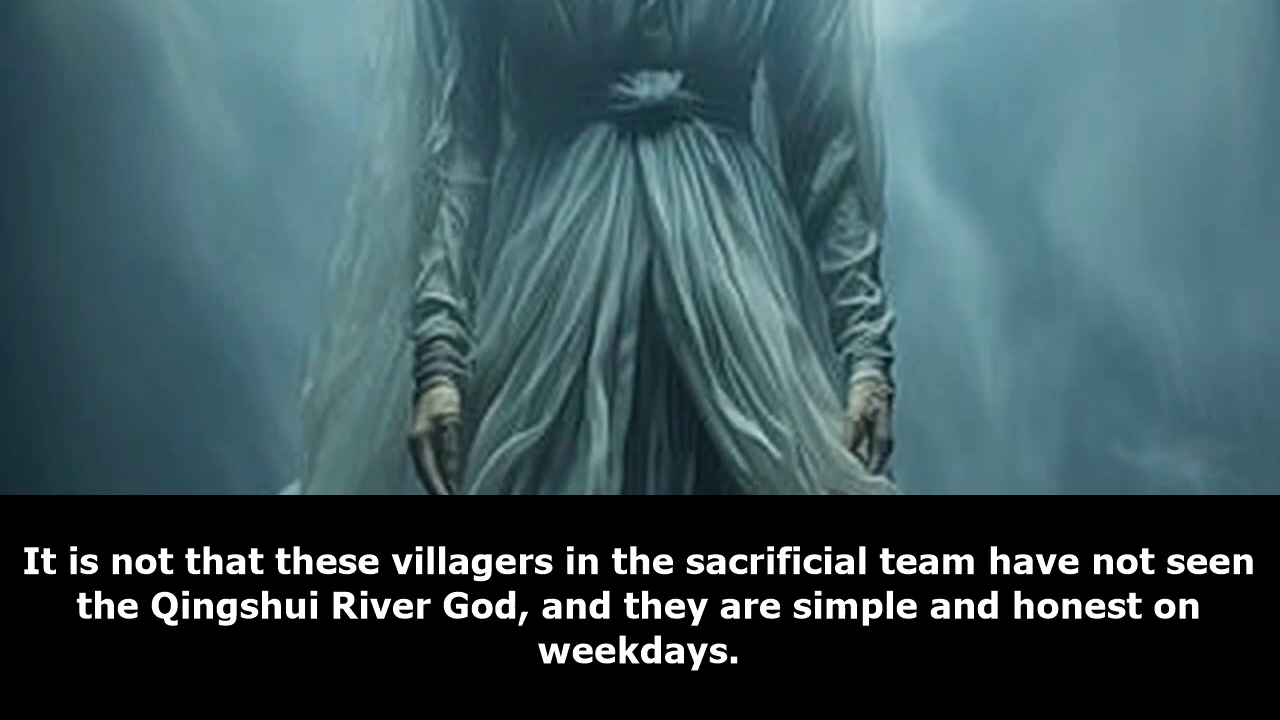 It is not that these villagers in the sacrificial team have not seen
the Qingshui River God, and they are simple and honest on
weekdays.